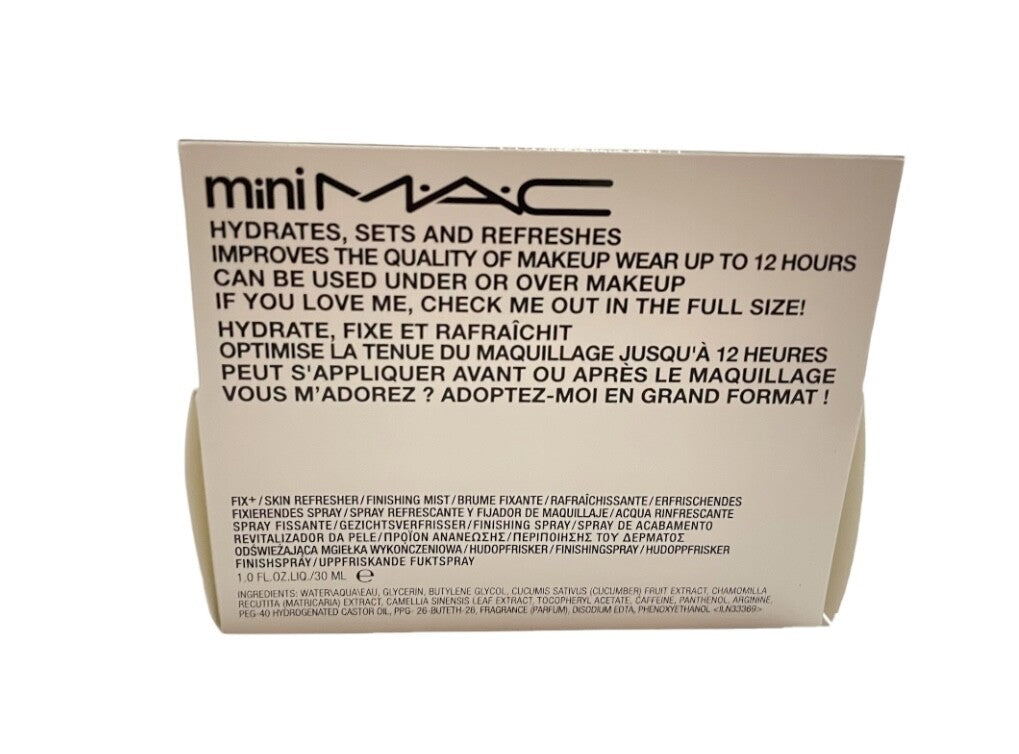 mini M·A·C
HYDRATES, SETS AND REFRESHES
IMPROVES THE QUALITY OF MAKEUP WEAR UP TO 12 HOURS
CAN BE USED UNDER OR OVER MAKEUP
IF YOU LOVE ME, CHECK ME OUT IN THE FULL SIZE!
HYDRATE, FIXE ET RAFRAÎCHIT
OPTIMISE LA TENUE DU MAQUILLAGE JUSQU'À 12 HEURES
PEUT S'APPLIQUER AVANT OU APRÈS LE MAQUILLAGE
VOUS M'ADOREZ ? ADOPTEZ-MOI EN GRAND FORMAT !
FIX+ / SKIN REFRESHER / FINISHING MIST / BRUME FIXANTE / RAFRAÎCHISSANTE / ERFRISCHENDES
FIXIERENDES SPRAY / SPRAY REFRESCANTE Y FIJADOR DE MAQUILLAJE / ACQUA RINFRESCANTE
SPRAY FISSANTE / GEZICHTSVERFRISSER / FINISHING SPRAY / SPRAY DE ACABAMENTO
REVITALIZADOR DA PELE / ΠΡΟΪΟΝ ΑΝΑΝΕΩΣΗΣ / ΠΕΡΙΠΟΙΗΣΗΣ ΤΟΥ ΔΕΡΜΑΤΟΣ
ODŚWIEŻAJĄCA MGIEŁKA WYKOŃCZENIOWA / HUDOPFRISKER / FINISHINGSPRAY / HUDOPPFRISKER
FINISHSPRAY / UPPFRISKANDE FUKTSPRAY
1.0 FL.OZ.LIQ./30 ML ℮
INGREDIENTS: WATER\AQUA\EAU, GLYCERIN, BUTYLENE GLYCOL, CUCUMIS SATIVUS (CUCUMBER) FRUIT EXTRACT, CHAMOMILLA
RECUTITA (MATRICARIA) EXTRACT, CAMELLIA SINENSIS LEAF EXTRACT, TOCOPHERYL ACETATE, CAFFEINE, PANTHENOL, ARGININE,
PEG-40 HYDROGENATED CASTOR OIL, PPG- 26-BUTETH-26, FRAGRANCE (PARFUM), DISODIUM EDTA, PHENOXYETHANOL <ILN33369>